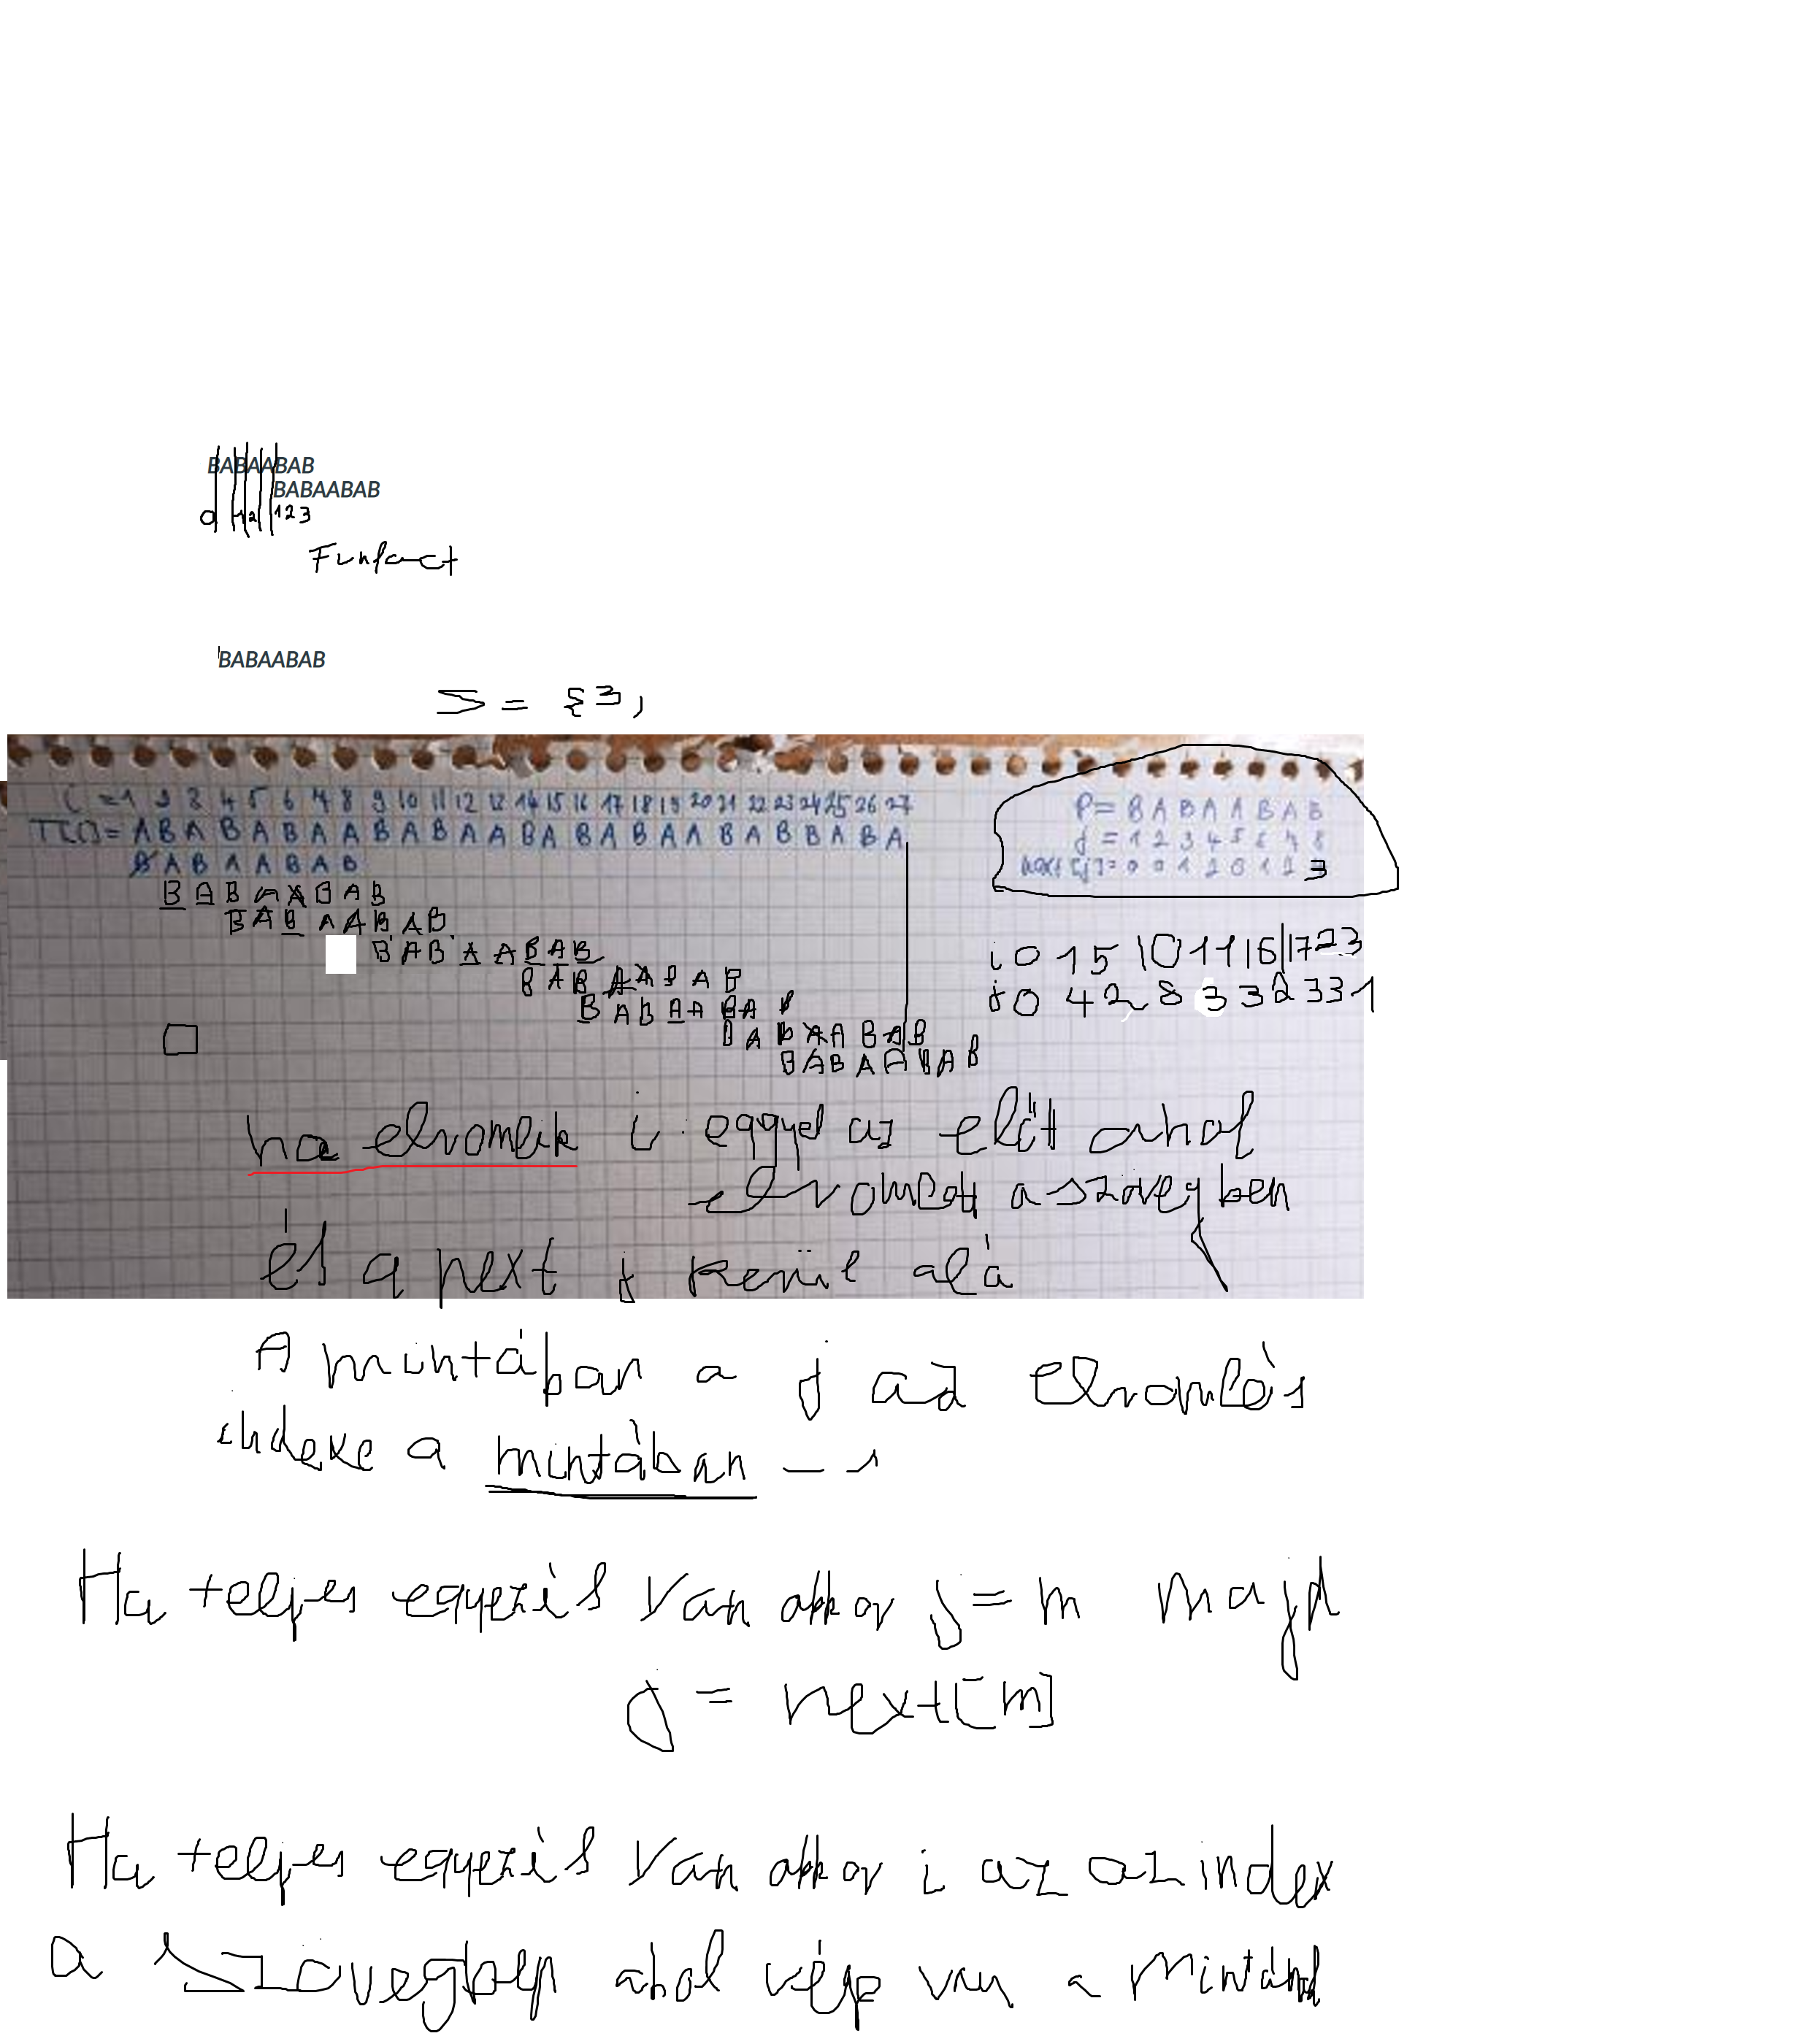 BABAABAB
BABAABAB
0 1 2 123
Funfact
BABAABAB
S = {3,
i = 1 2 3 4 5 6 7 8 9 10 11 12 13 14 15 16 17 18 19 20 21 22 23 24 25 26 27
T[i]= A B A B A B A A B A B A A B A B A B A A B A B B A B A
B A B A A B A B
B A B A A B A B
B A B A A B A B
B A B A A B A B
B A B A A B A B
B A B A A B A
B A B A A B A B
B A B A A B A B
P= B A B A A B A B
j = 1 2 3 4 5 6 7 8
next [j]= 0 0 1 2 0 1 2 3
i 0 1 5 10 11 16 17 23
j 0 4 2 8 3 3 2 3 3 1
ha elromlik i eggyel az előtt ahol
elromlott a szövegben
és a next j kerül alá
A mintában a j az elromlás
indexe a mintában - 1
Ha teljes egyezés van akkor j = m majd
j = next[m]
Ha teljes egyezés van akkor i az az index
a szövegben ahol vége van a mintának